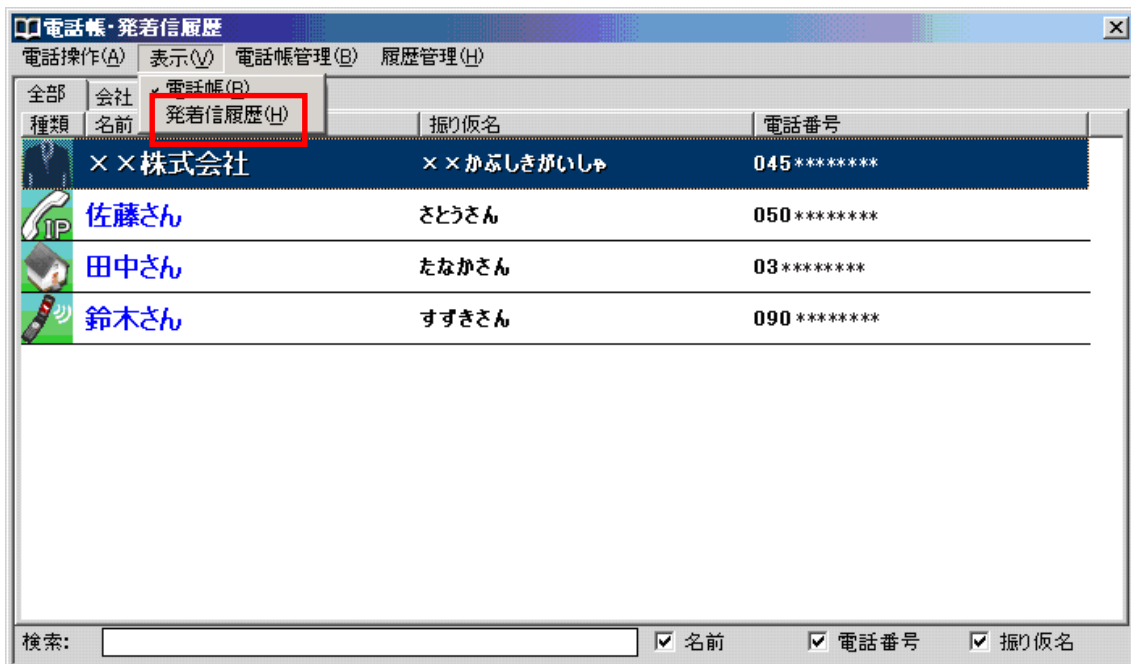 電話帳・発着信履歴
電話操作(A) 表示(V) 電話帳管理(B) 履歴管理(H)
全部 会社 電話帳(B)
発着信履歴(H)
種類 名前 振り仮名 電話番号
××株式会社 ××かぶしきがいしゃ 045********
IP 佐藤さん さとうさん 050********
田中さん たなかさん 03********
鈴木さん すずきさん 090********
検索: 名前 電話番号 振り仮名